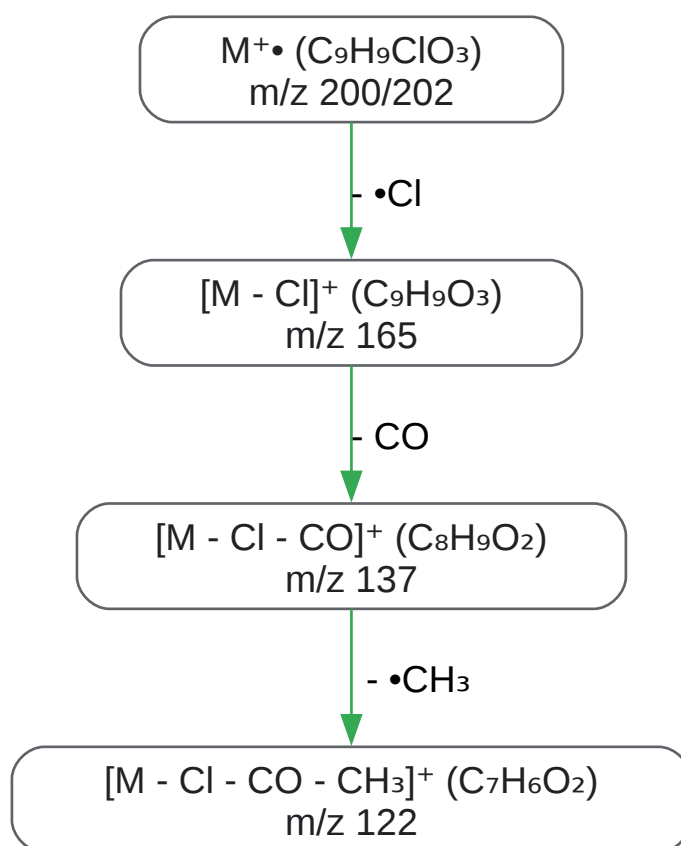 M⁺• (C₉H₉ClO₃)
m/z 200/202
- •Cl
[M - Cl]⁺ (C₉H₉O₃)
m/z 165
- CO
[M - Cl - CO]⁺ (C₈H₉O₂)
m/z 137
- •CH₃
[M - Cl - CO - CH₃]⁺ (C₇H₆O₂)
m/z 122